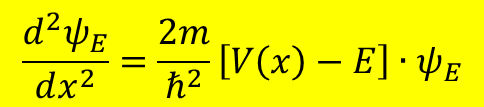 d²ψ_E/dx² = 2m/ħ² [V(x) − E] · ψ_E